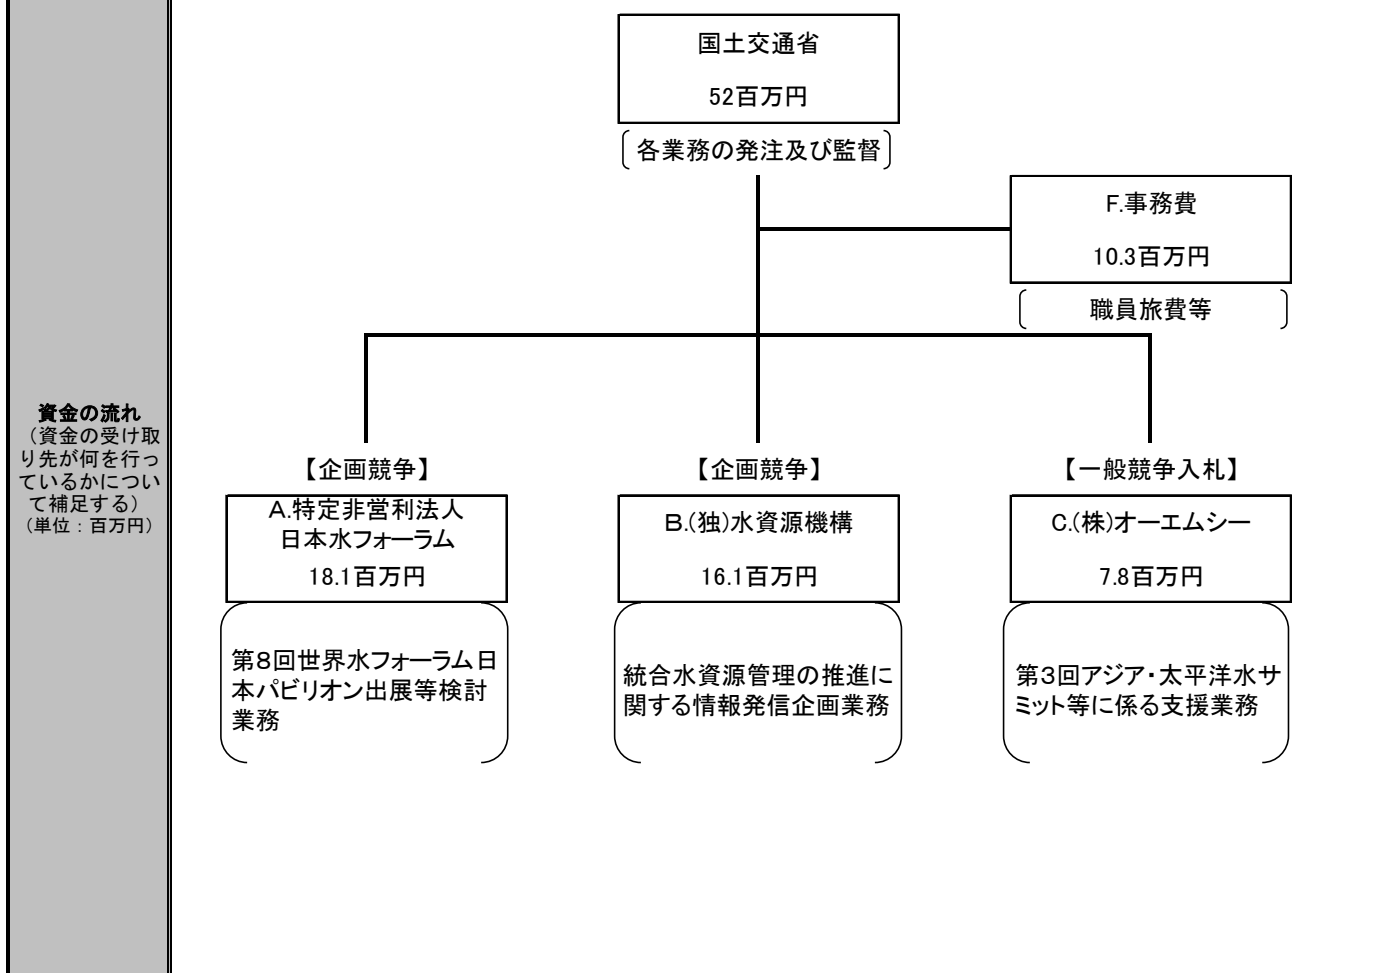 国土交通省
52百万円
各業務の発注及び監督
F.事務費
10.3百万円
職員旅費等
資金の流れ
（資金の受け取
り先が何を行っ
ているかについ
て補足する）
（単位：百万円）
【企画競争】
A.特定非営利法人
日本水フォーラム
18.1百万円
第8回世界水フォーラム日
本パビリオン出展等検討
業務
【企画競争】
B.(独)水資源機構
16.1百万円
統合水資源管理の推進に
関する情報発信企画業務
【一般競争入札】
C.(株)オーエムシー
7.8百万円
第3回アジア・太平洋水サ
ミット等に係る支援業務